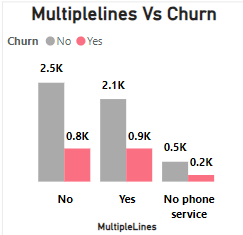 Multiplelines Vs Churn
Churn No Yes
2.5K
0.8K
2.1K
0.9K
0.5K
0.2K
No
Yes
No phone
service
MultipleLines